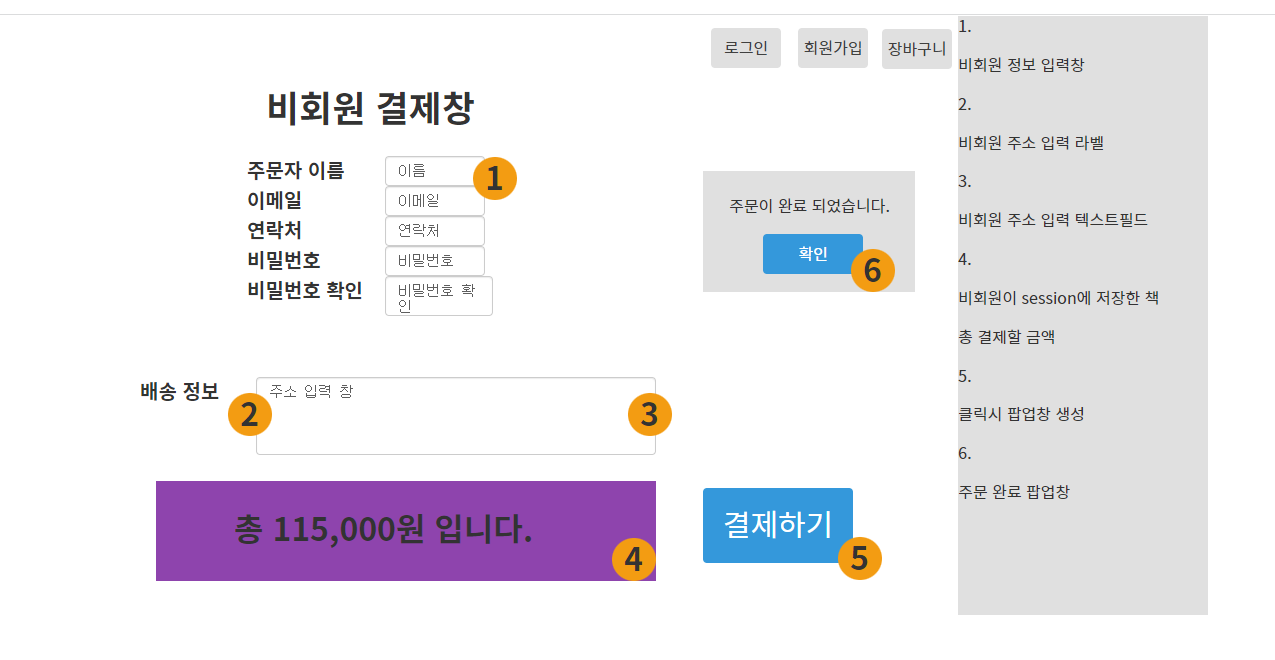 로그인 회원가입 장바구니
비회원 결제창
주문자 이름 이름 1
이메일 이메일
연락처 연락처
비밀번호 비밀번호
비밀번호 확인 비밀번호 확
인
주문이 완료 되었습니다.
확인
6
배송 정보 주소 입력 창
2 3
총 115,000원 입니다.
4
결제하기
5
1.
비회원 정보 입력창
2.
비회원 주소 입력 라벨
3.
비회원 주소 입력 텍스트필드
4.
비회원이 session에 저장한 책
총 결제할 금액
5.
클릭시 팝업창 생성
6.
주문 완료 팝업창